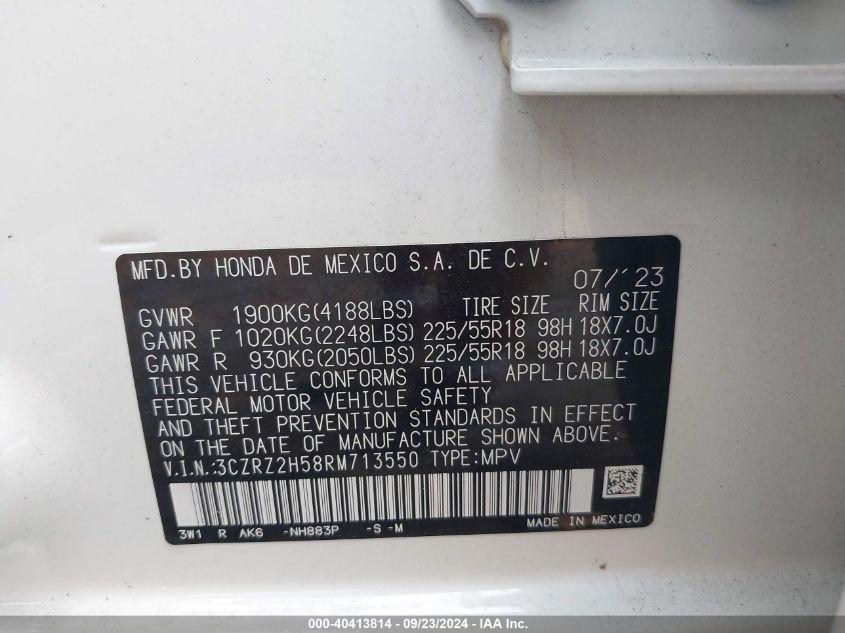 MFD.BY HONDA DE MEXICO S.A. DE C.V.
07/´23
GVWR 1900KG(4188LBS) TIRE SIZE RIM SIZE
GAWR F 1020KG(2248LBS) 225/55R18 98H 18X7.0J
GAWR R 930KG(2050LBS) 225/55R18 98H 18X7.0J
THIS VEHICLE CONFORMS TO ALL APPLICABLE
FEDERAL MOTOR VEHICLE SAFETY
AND THEFT PREVENTION STANDARDS IN EFFECT
ON THE DATE OF MANUFACTURE SHOWN ABOVE.
V.I.N.:3CZRZ2H58RM713550 TYPE:MPV
3W1 R AK6 -NH883P -S -M MADE IN MEXICO
000-40413814 - 09/23/2024 - IAA Inc.